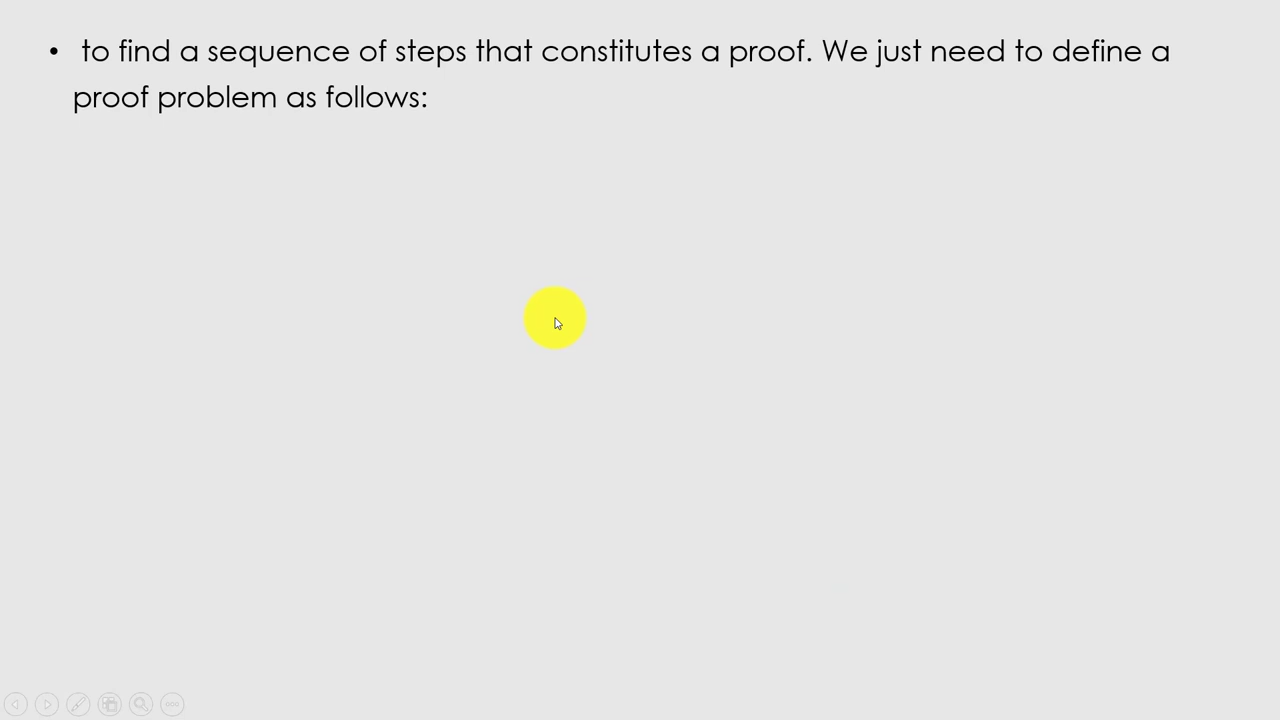 • to find a sequence of steps that constitutes a proof. We just need to define a
proof problem as follows: